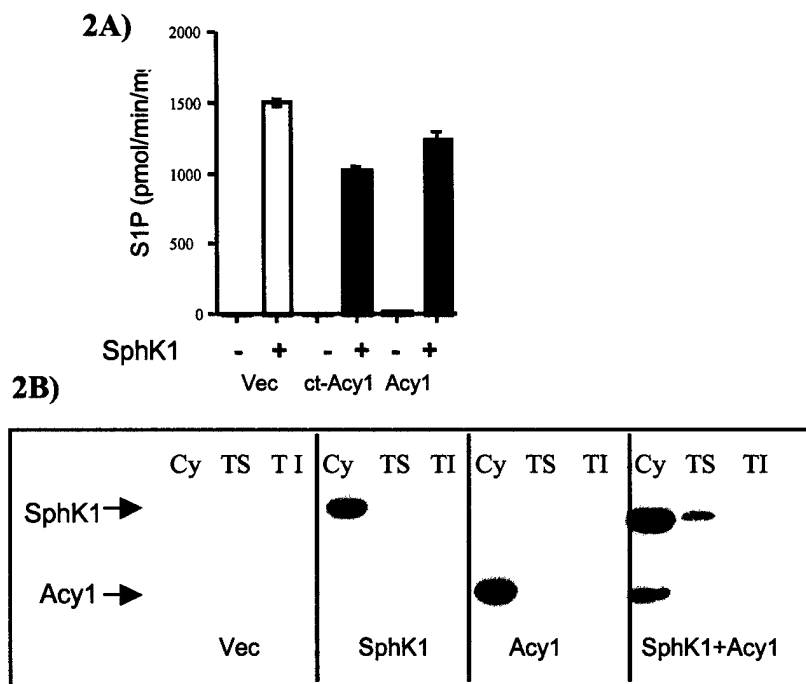 2A)
2000
1500
1000
500
0
S1P (pmol/min/mg
SphK1 - + - + - +
Vec ct-Acy1 Acy1
2B)
Cy TS T I Cy TS TI Cy TS TI Cy TS TI
SphK1
Acy1
Vec SphK1 Acy1 SphK1+Acy1